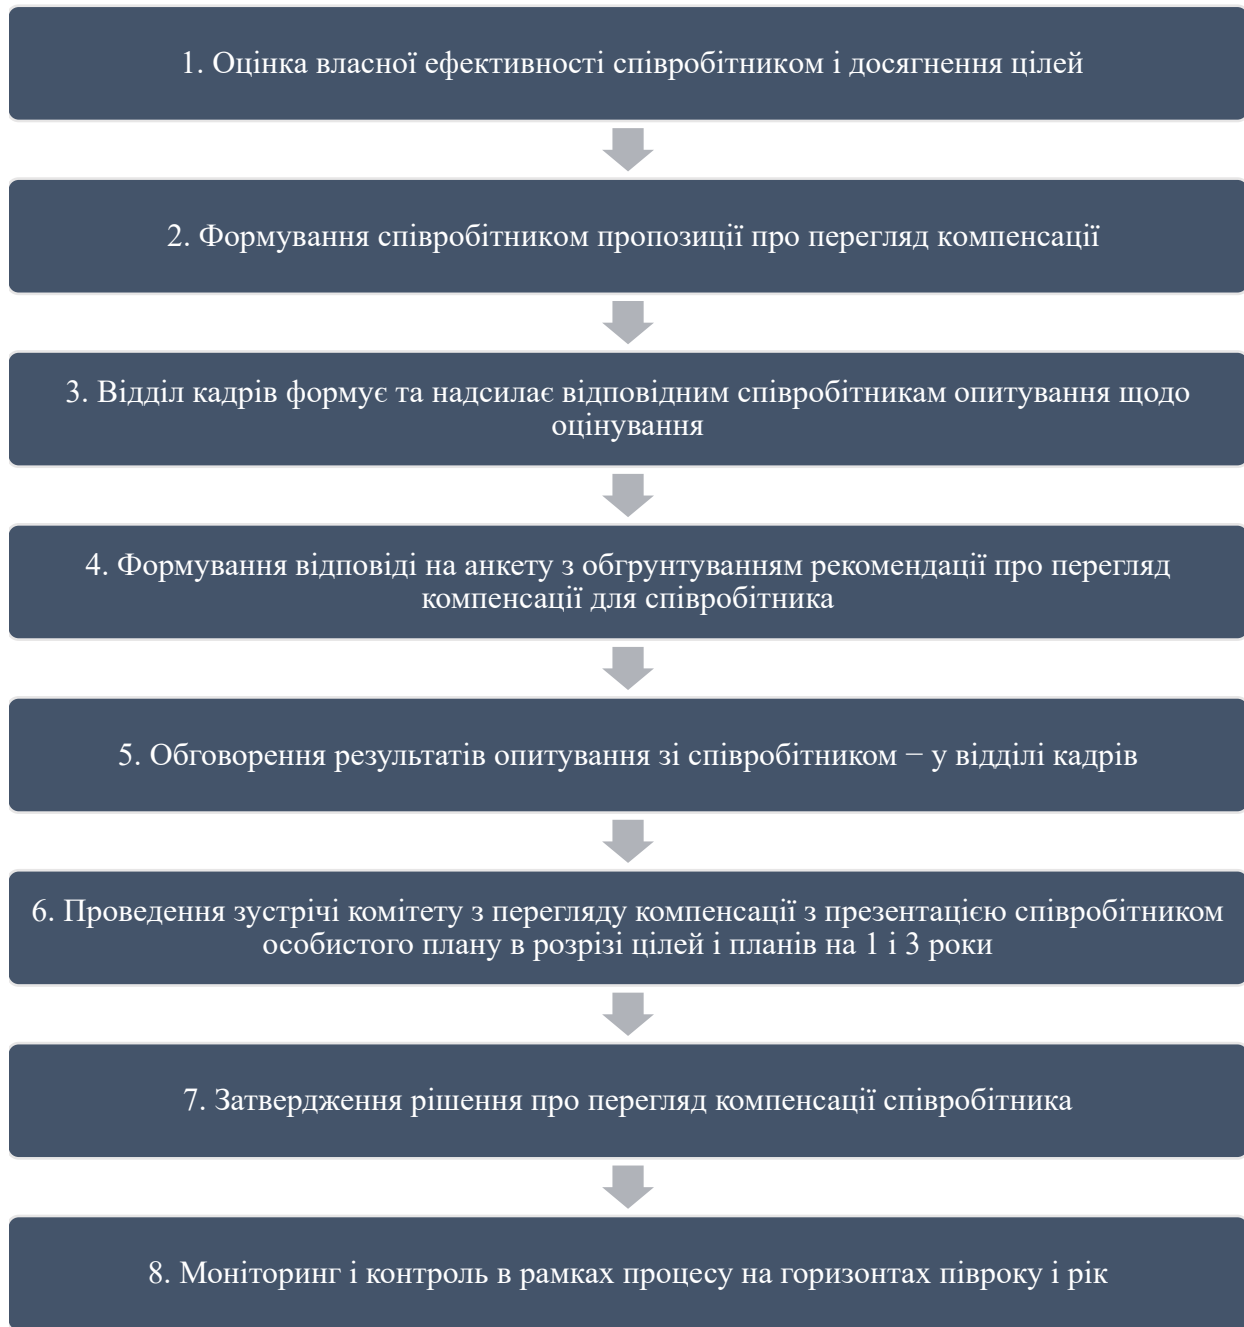 1. Оцінка власної ефективності співробітником і досягнення цілей
2. Формування співробітником пропозиції про перегляд компенсації
3. Відділ кадрів формує та надсилає відповідним співробітникам опитування щодо
оцінювання
4. Формування відповіді на анкету з обгрунтуванням рекомендації про перегляд
компенсації для співробітника
5. Обговорення результатів опитування зі співробітником − у відділі кадрів
6. Проведення зустрічі комітету з перегляду компенсації з презентацією співробітником
особистого плану в розрізі цілей і планів на 1 і 3 роки
7. Затвердження рішення про перегляд компенсації співробітника
8. Моніторинг і контроль в рамках процесу на горизонтах півроку і рік